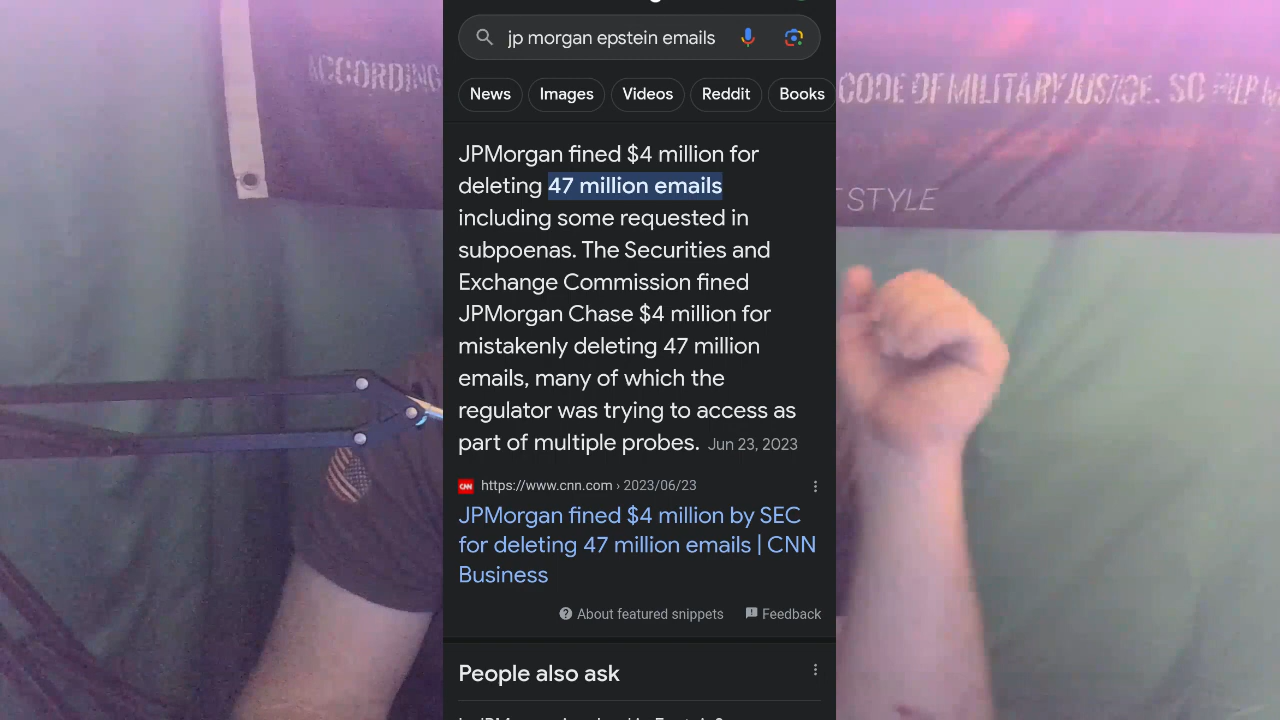 jp morgan epstein emails
News Images Videos Reddit Books
JPMorgan fined $4 million for
deleting 47 million emails
including some requested in
subpoenas. The Securities and
Exchange Commission fined
JPMorgan Chase $4 million for
mistakenly deleting 47 million
emails, many of which the
regulator was trying to access as
part of multiple probes. Jun 23, 2023
CNN https://www.cnn.com › 2023/06/23
JPMorgan fined $4 million by SEC
for deleting 47 million emails | CNN
Business
About featured snippets Feedback
People also ask
ACCORDING
CODE OF MILITARY JUSTICE. SO HELP
STYLE